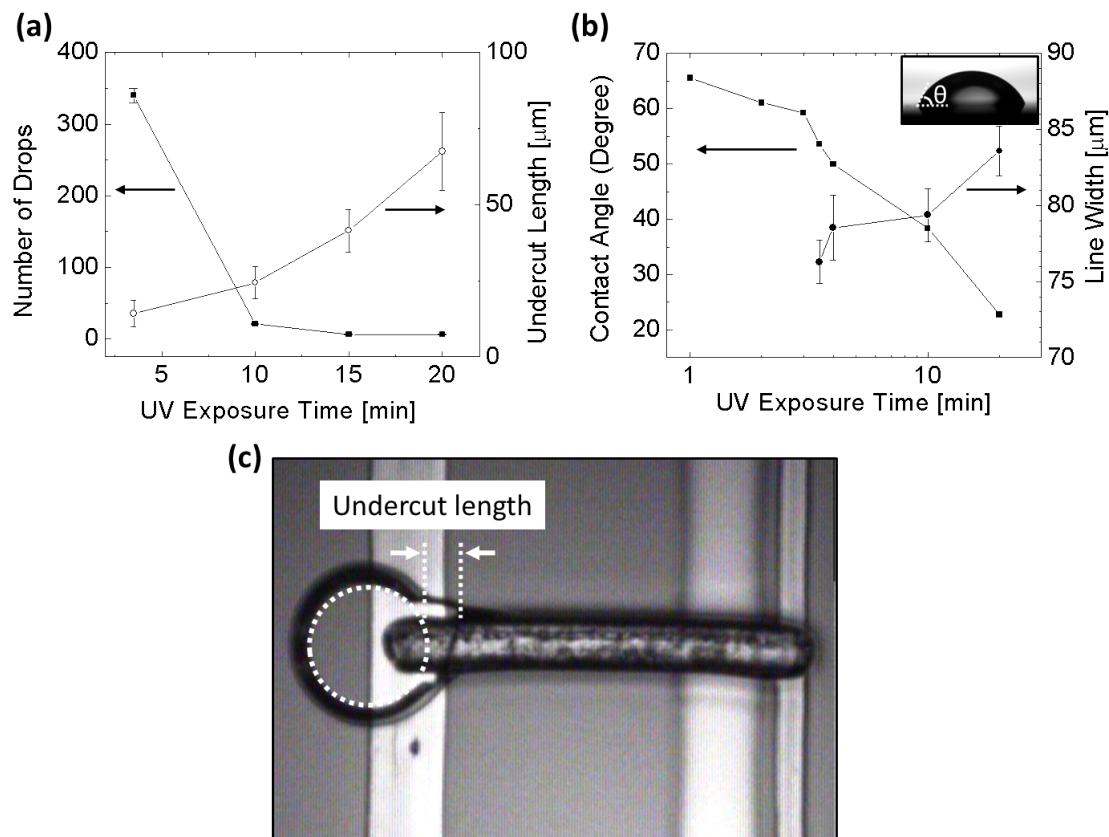 (a)
400
300
200
100
0
Number of Drops
100
50
0
Undercut Length [μm]
5 10 15 20
UV Exposure Time [min]
(b)
70
60
50
40
30
20
Contact Angle (Degree)
θ
90
85
80
75
70
Line Width [μm]
1 10
UV Exposure Time [min]
(c)
Undercut length